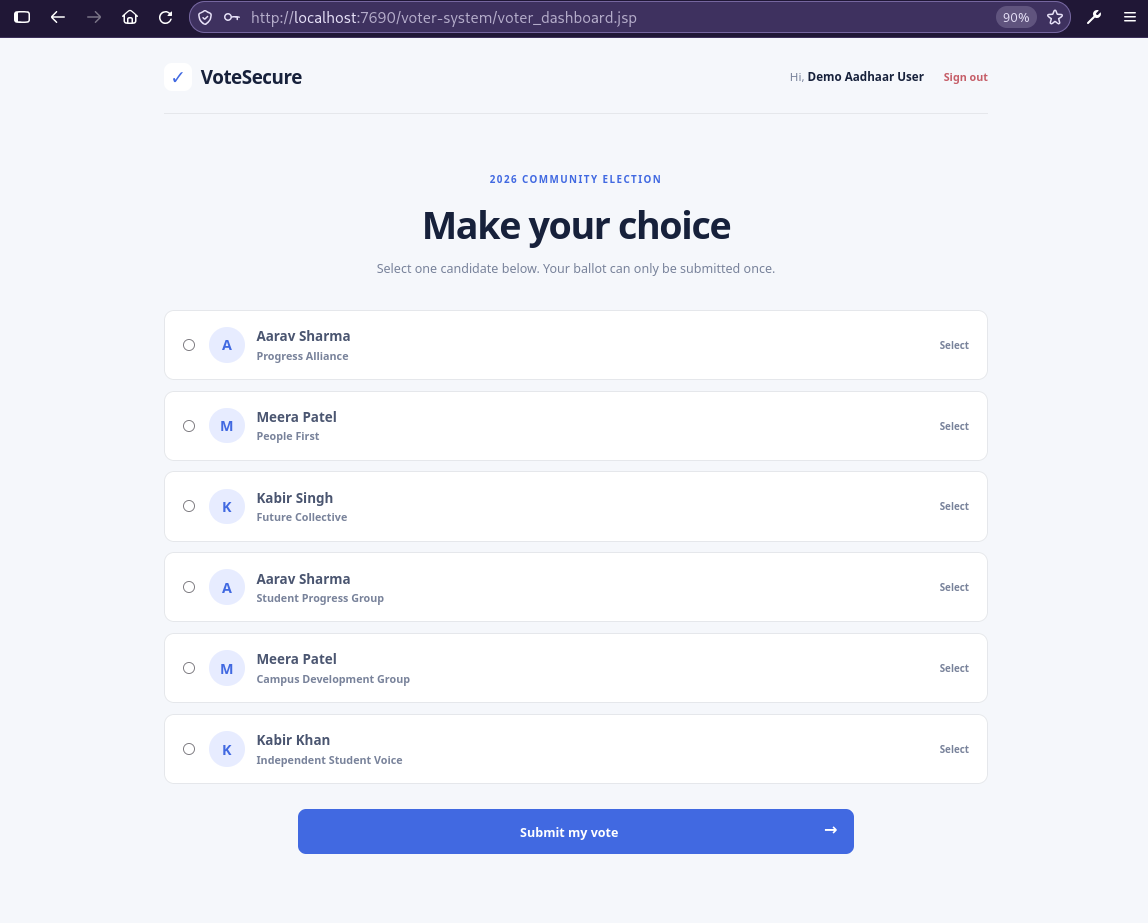 http://localhost:7690/voter-system/voter_dashboard.jsp 90%
✓ VoteSecure Hi, Demo Aadhaar User Sign out
2026 COMMUNITY ELECTION
Make your choice
Select one candidate below. Your ballot can only be submitted once.
A Aarav Sharma Select
Progress Alliance
M Meera Patel Select
People First
K Kabir Singh Select
Future Collective
A Aarav Sharma Select
Student Progress Group
M Meera Patel Select
Campus Development Group
K Kabir Khan Select
Independent Student Voice
Submit my vote →